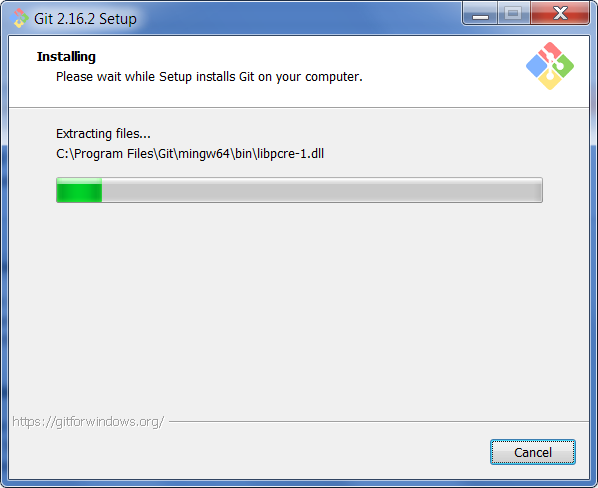 Git 2.16.2 Setup
Installing
Please wait while Setup installs Git on your computer.
Extracting files...
C:\Program Files\Git\mingw64\bin\libpcre-1.dll
https://gitforwindows.org/
Cancel